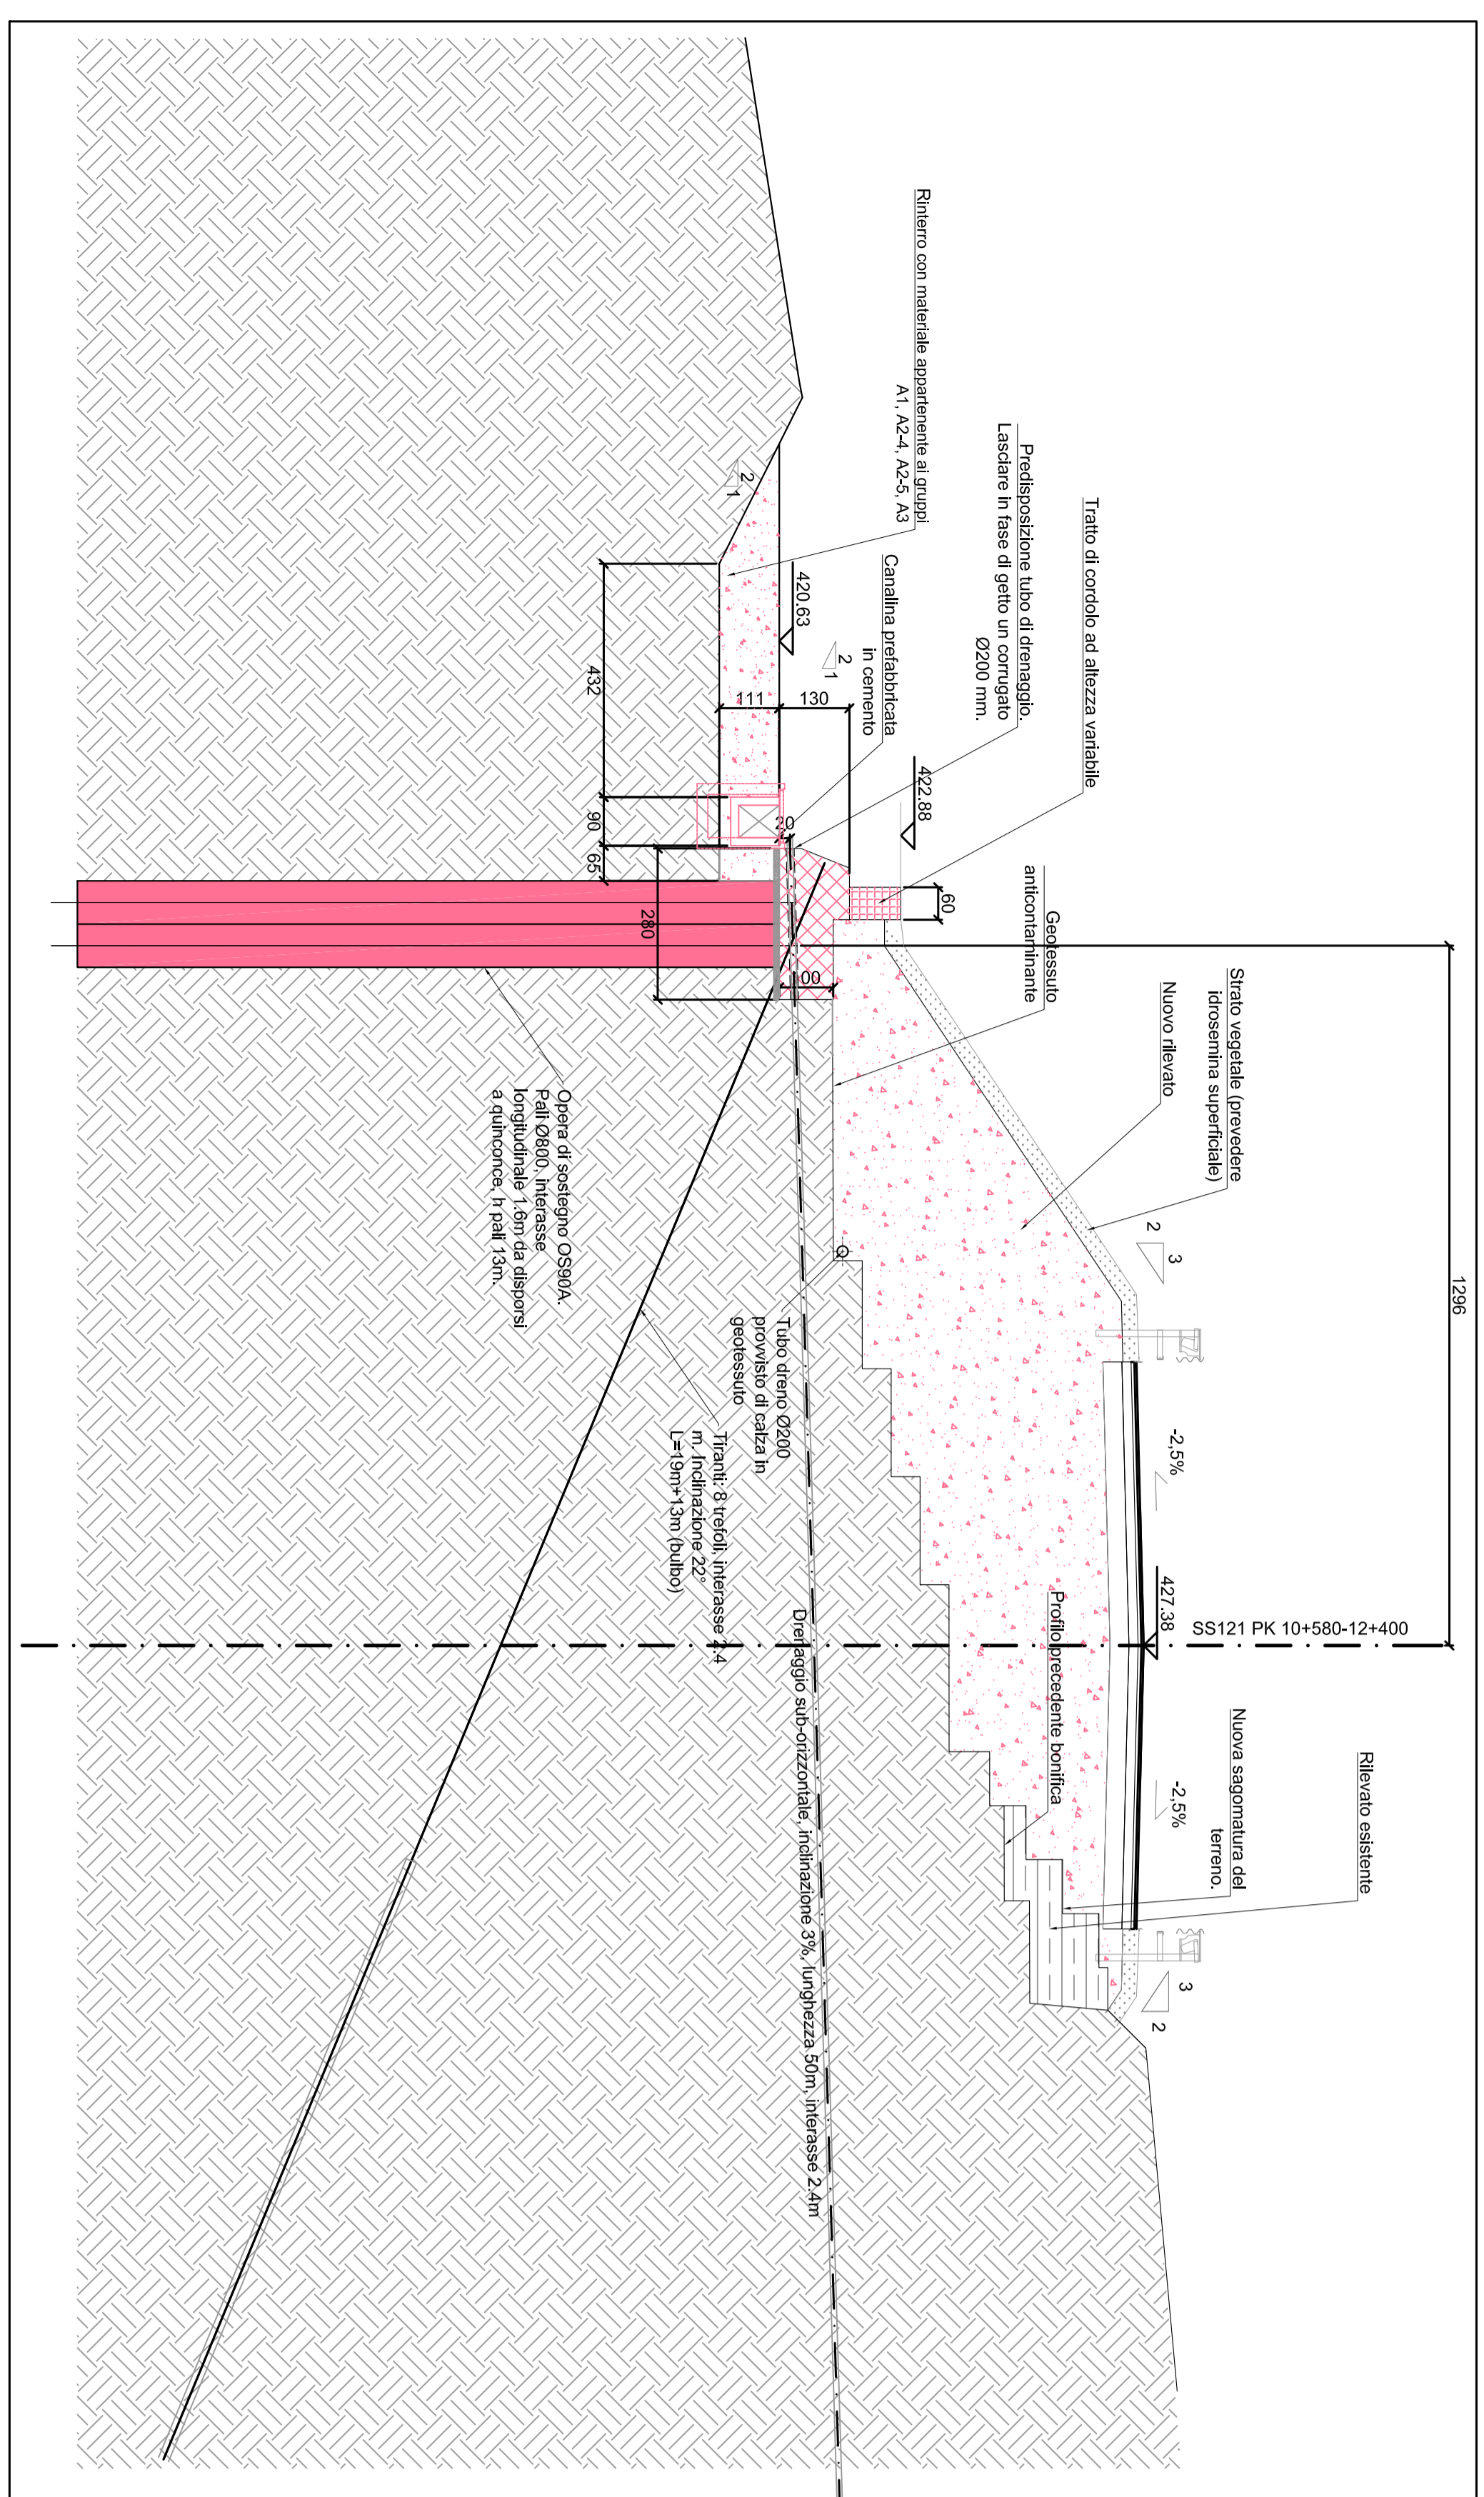 1296
SS121 PK 10+580-12+400
Rilevato esistente
Nuova sagomatura del
terreno.
Strato vegetale (prevedere
idrosemina superficiale)
Nuovo rilevato
2
3
-2,5%
427.38
-2,5%
3
2
Tratto di cordolo ad altezza variabile
Geotessuto
anticontaminante
Profilo precedente bonifica
Predisposizione tubo di drenaggio.
Lasciare in fase di getto un corrugato
Ø200 mm.
60
422.88
Rinterro con materiale appartenente ai gruppi
A1, A2-4, A2-5, A3
Canalina prefabbricata
in cemento
2
1
420.63
130
111
20
00
2
1
Drenaggio sub-orizzontale, inclinazione 3%, lunghezza 50m, interasse 2.4m
Tubo dreno Ø200
provvisto di calza in
geotessuto
Tiranti: 8 trefoli, interasse 2.4
m. Inclinazione 22°
L=19m+13m (bulbo)
280
432
90
65
Opera di sostegno OS90A.
Pali Ø800, interasse
longitudinale 1.6m da disporsi
a quinconce, h pali 13m.